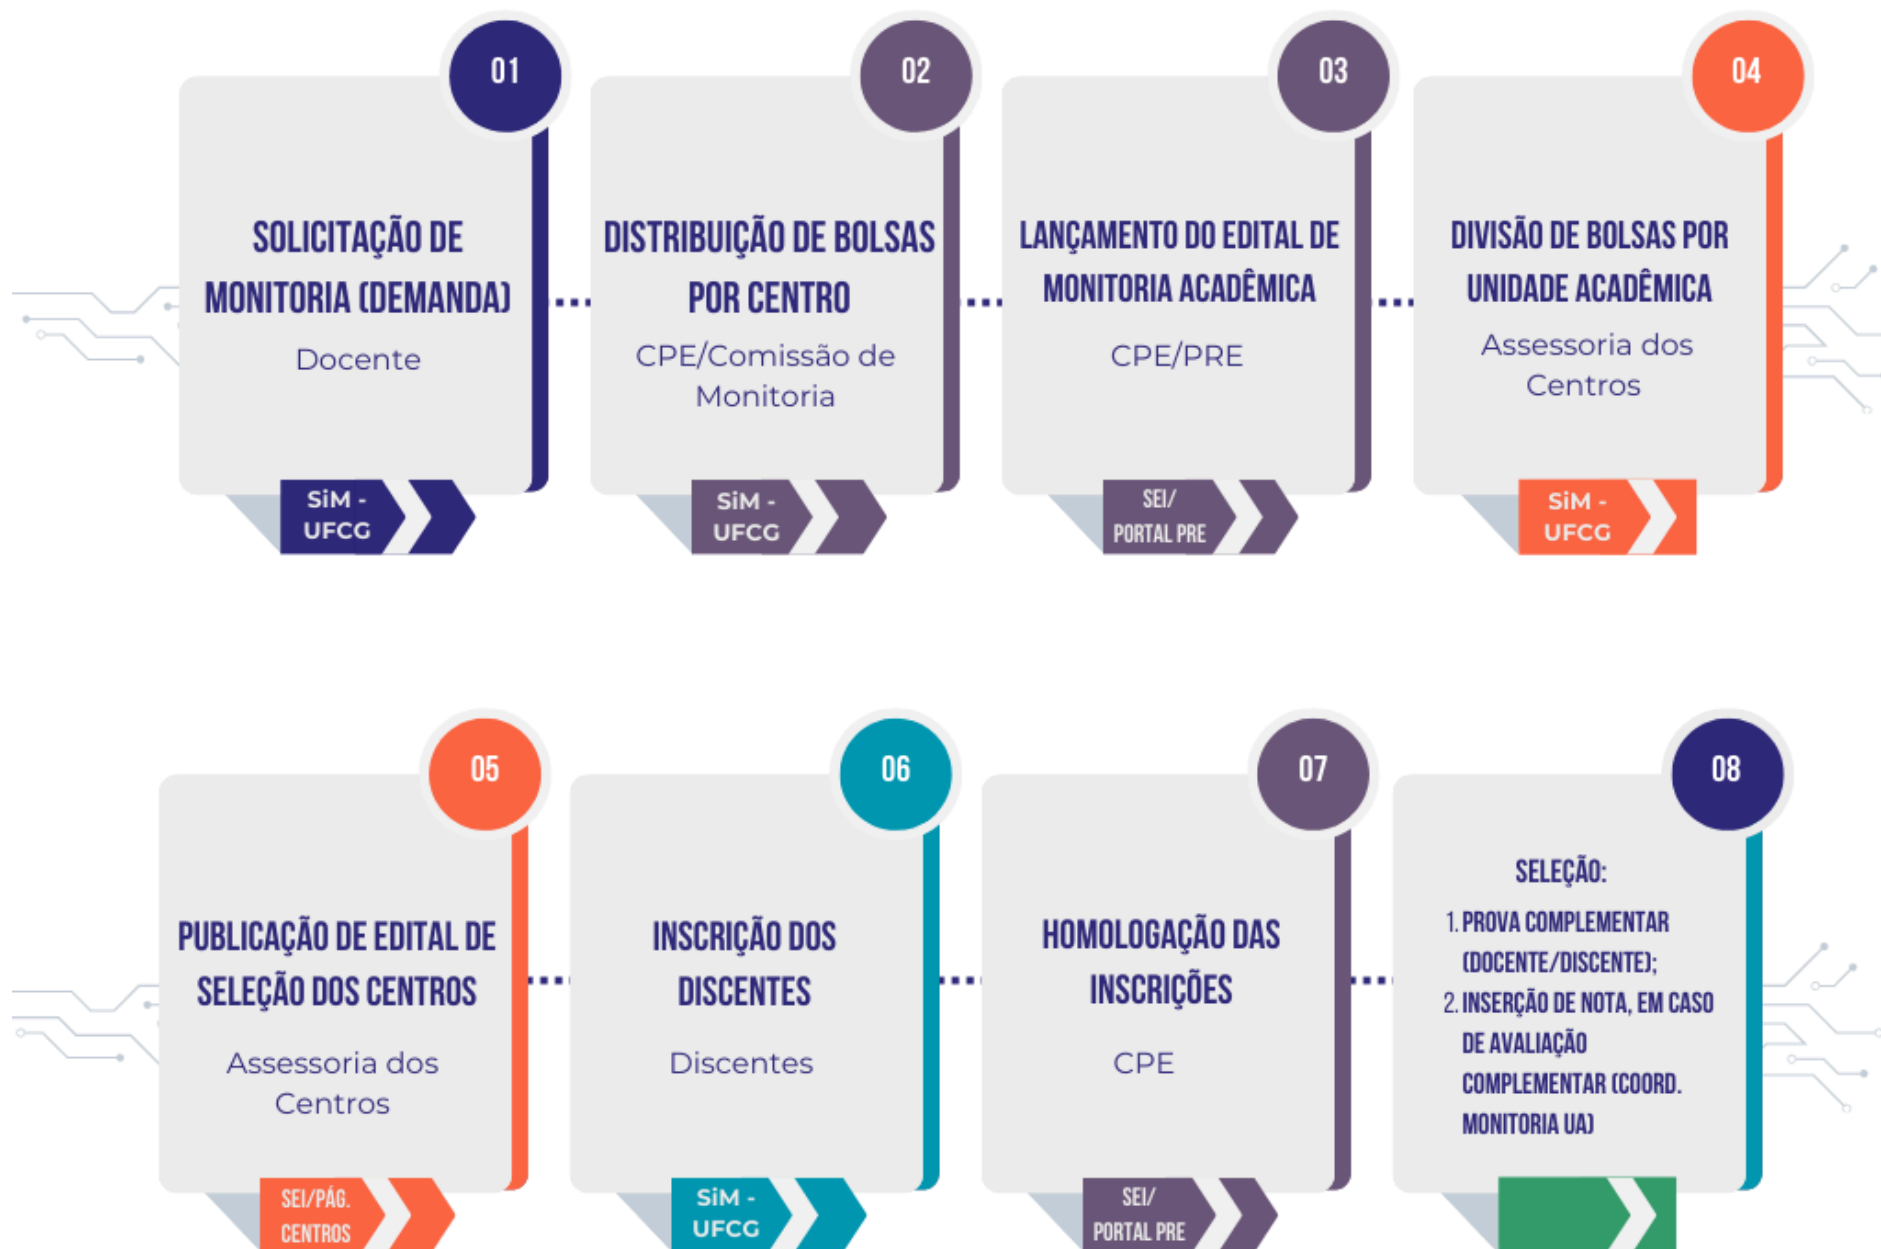 01
SOLICITAÇÃO DE
MONITORIA (DEMANDA)
Docente
SiM -
UFCG
02
DISTRIBUIÇÃO DE BOLSAS
POR CENTRO
CPE/Comissão de
Monitoria
SiM -
UFCG
03
LANÇAMENTO DO EDITAL DE
MONITORIA ACADÊMICA
CPE/PRE
SEI/
PORTAL PRE
04
DIVISÃO DE BOLSAS POR
UNIDADE ACADÊMICA
Assessoria dos
Centros
SiM -
UFCG
05
PUBLICAÇÃO DE EDITAL DE
SELEÇÃO DOS CENTROS
Assessoria dos
Centros
SEI/PÁG.
CENTROS
06
INSCRIÇÃO DOS
DISCENTES
Discentes
SiM -
UFCG
07
HOMOLOGAÇÃO DAS
INSCRIÇÕES
CPE
SEI/
PORTAL PRE
08
SELEÇÃO:
1. PROVA COMPLEMENTAR
(DOCENTE/DISCENTE);
2. INSERÇÃO DE NOTA, EM CASO
DE AVALIAÇÃO
COMPLEMENTAR (COORD.
MONITORIA UA)